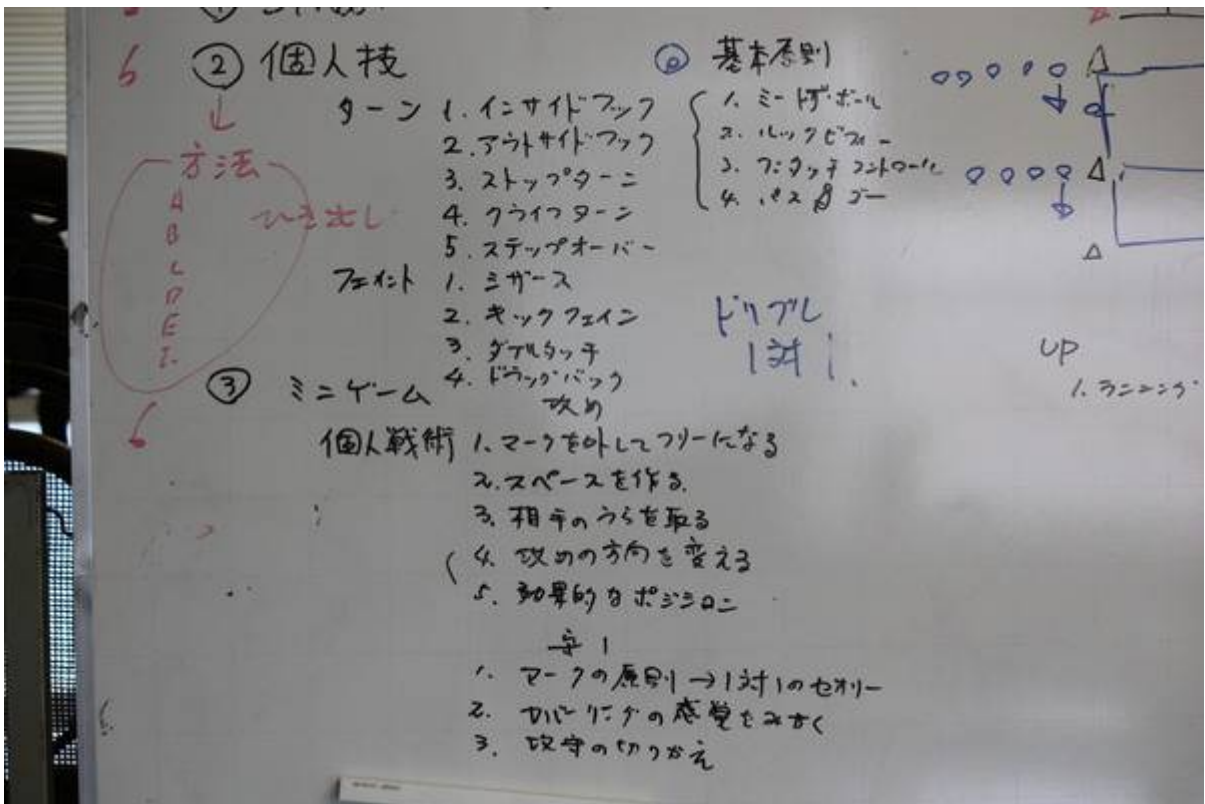 6 ② 個人技
◎ 基本原則
ターン 1. インサイドフック
2. アウトサイドフック
3. ストップターン
4. クライフターン
5. ステップオーバー
1. ミートザ・ボール
2. ルックビフォー
3. ワンタッチコントロール
4. パス&ゴー
方法
ひき出し
A
B
C
D
E
フェイント 1. シザース
2. キックフェイン
3. ダブルタッチ
4. ドラッグバック
ドリブル
1対1.
UP
1. ランニング
6 ③ ミニゲーム
攻め
個人戦術 1. マークを外してフリーになる
2. スペースを作る.
3. 相手のうらを取る
4. 攻めの方向を変える
5. 効果的なポジション
守り
1. マークの原則→1対1のセオリー
2. カバーリングの感覚をみがく
3. 攻守の切りかえ